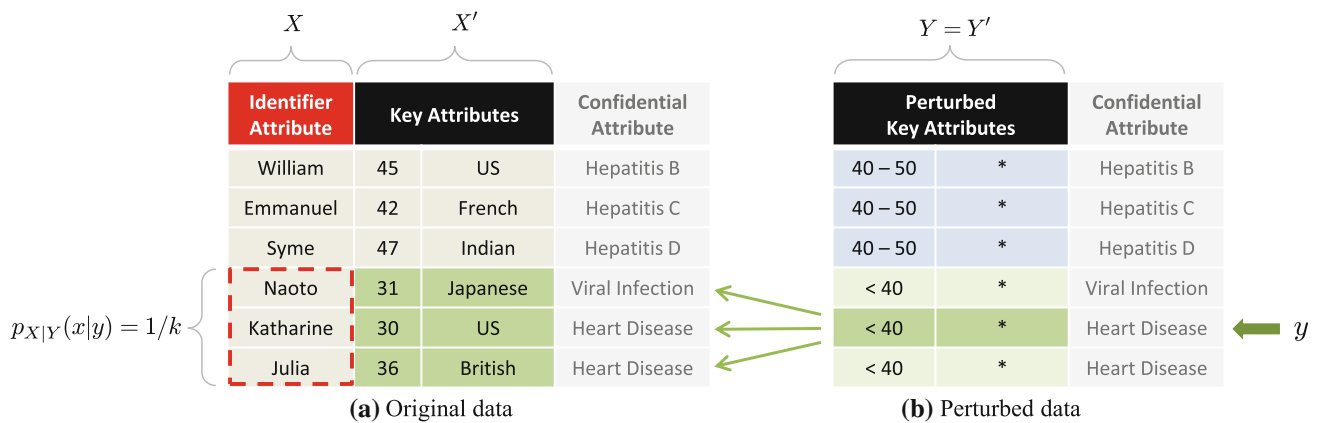 X X′ Y = Y′
Identifier Attribute Key Attributes Confidential Attribute Perturbed Key Attributes Confidential Attribute
William 45 US Hepatitis B 40 – 50 * Hepatitis B
Emmanuel 42 French Hepatitis C 40 – 50 * Hepatitis C
Syme 47 Indian Hepatitis D 40 – 50 * Hepatitis D
Naoto 31 Japanese Viral Infection < 40 * Viral Infection
p_{X|Y}(x|y) = 1/k Katharine 30 US Heart Disease < 40 * Heart Disease y
Julia 36 British Heart Disease < 40 * Heart Disease
(a) Original data (b) Perturbed data